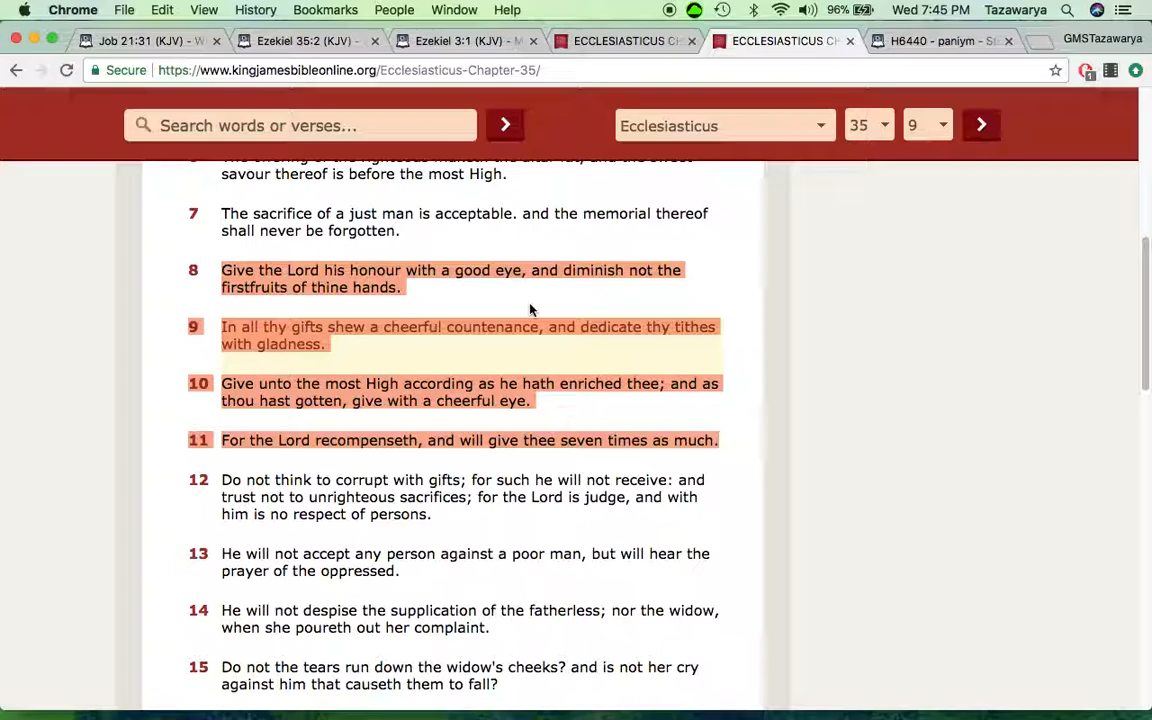 Chrome File Edit View History Bookmarks People Window Help 96% Wed 7:45 PM Tazawarya
Job 21:31 (KJV) - Ezekiel 35:2 (KJV) - Ezekiel 3:1 (KJV) - ECCLESIASTICUS ECCLESIASTICUS H6440 - paniym - GMSTazawarya
Secure https://www.kingjamesbibleonline.org/Ecclesiasticus-Chapter-35/
Search words or verses... Ecclesiasticus 35 9
savour thereof is before the most High.
7 The sacrifice of a just man is acceptable. and the memorial thereof
shall never be forgotten.
8 Give the Lord his honour with a good eye, and diminish not the
firstfruits of thine hands.
9 In all thy gifts shew a cheerful countenance, and dedicate thy tithes
with gladness.
10 Give unto the most High according as he hath enriched thee; and as
thou hast gotten, give with a cheerful eye.
11 For the Lord recompenseth, and will give thee seven times as much.
12 Do not think to corrupt with gifts; for such he will not receive: and
trust not to unrighteous sacrifices; for the Lord is judge, and with
him is no respect of persons.
13 He will not accept any person against a poor man, but will hear the
prayer of the oppressed.
14 He will not despise the supplication of the fatherless; nor the widow,
when she poureth out her complaint.
15 Do not the tears run down the widow's cheeks? and is not her cry
against him that causeth them to fall?